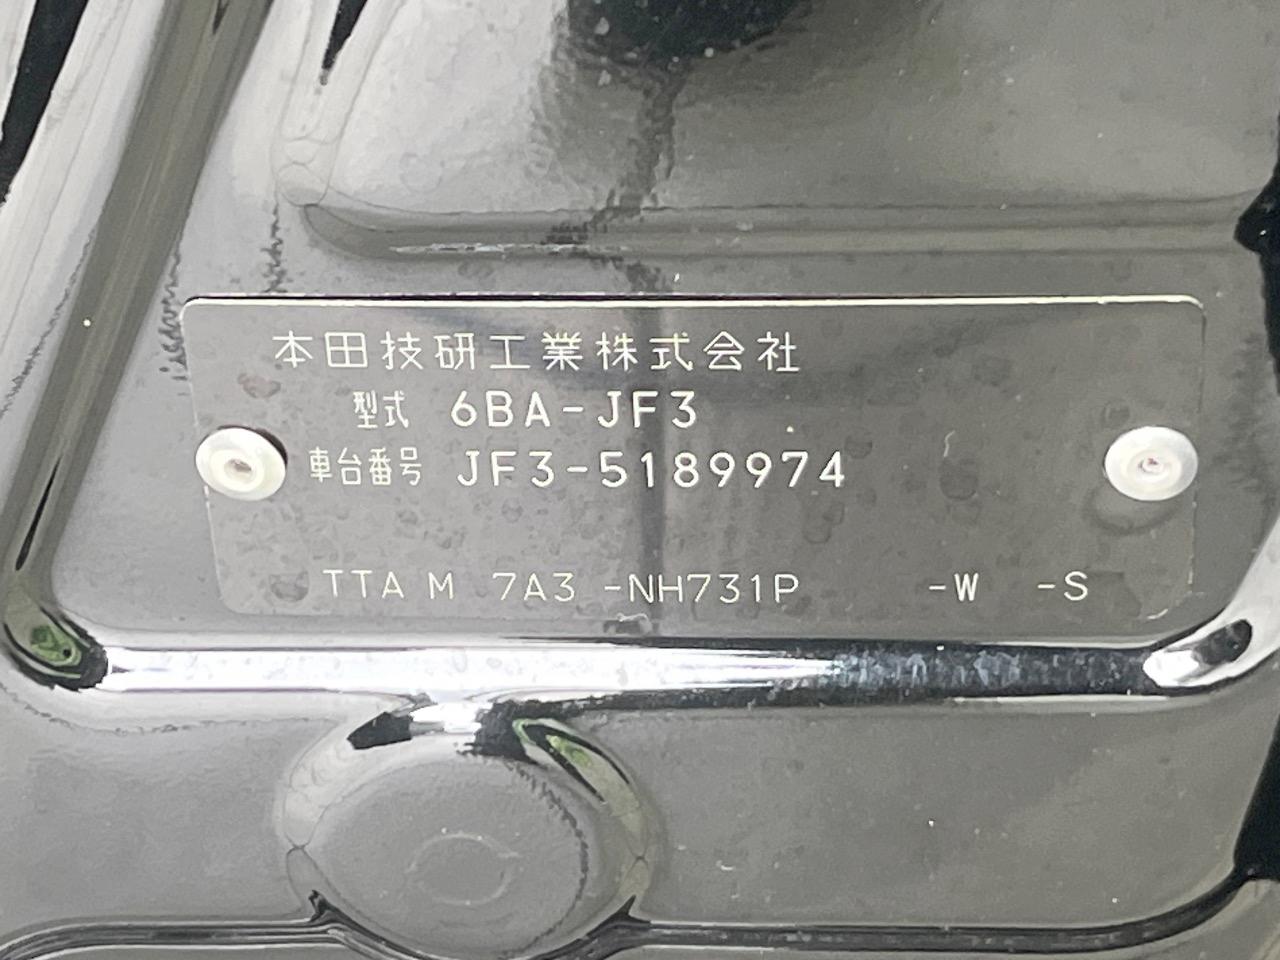 本田技研工業株式会社
型式 6BA-JF3
車台番号 JF3-5189974
TTA M 7A3 -NH731P -W -S